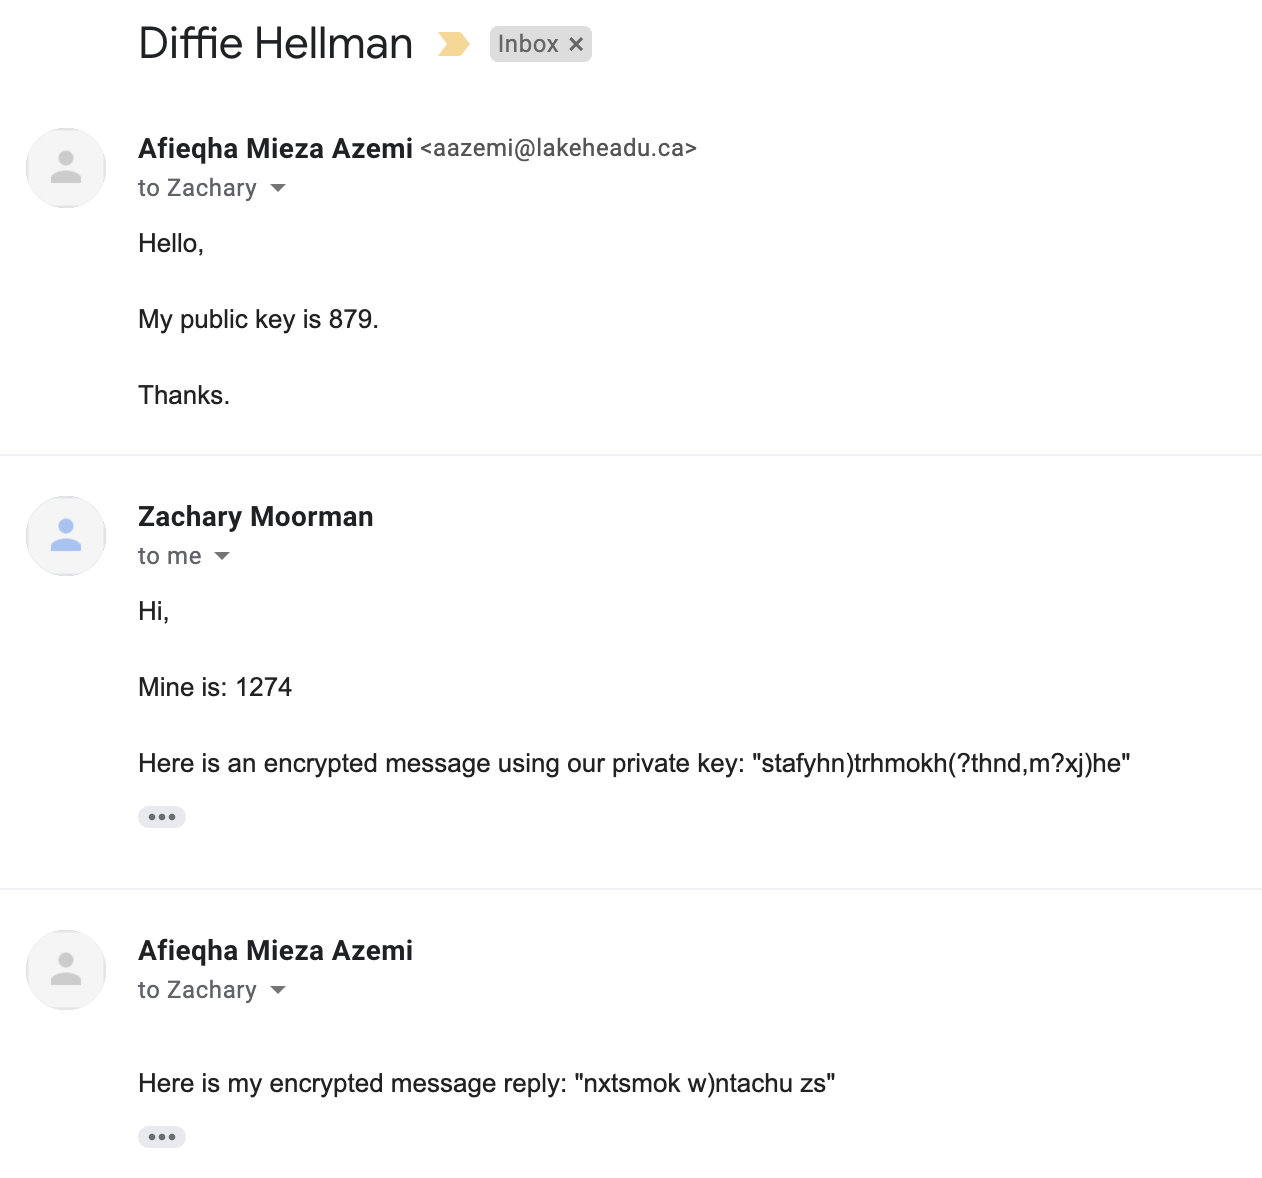 Diffie Hellman Inbox ×
Afieqha Mieza Azemi <aazemi@lakeheadu.ca>
to Zachary
Hello,
My public key is 879.
Thanks.
Zachary Moorman
to me
Hi,
Mine is: 1274
Here is an encrypted message using our private key: "stafyhn)trhmokh(?thnd,m?xj)he"
Afieqha Mieza Azemi
to Zachary
Here is my encrypted message reply: "nxtsmok w)ntachu zs"